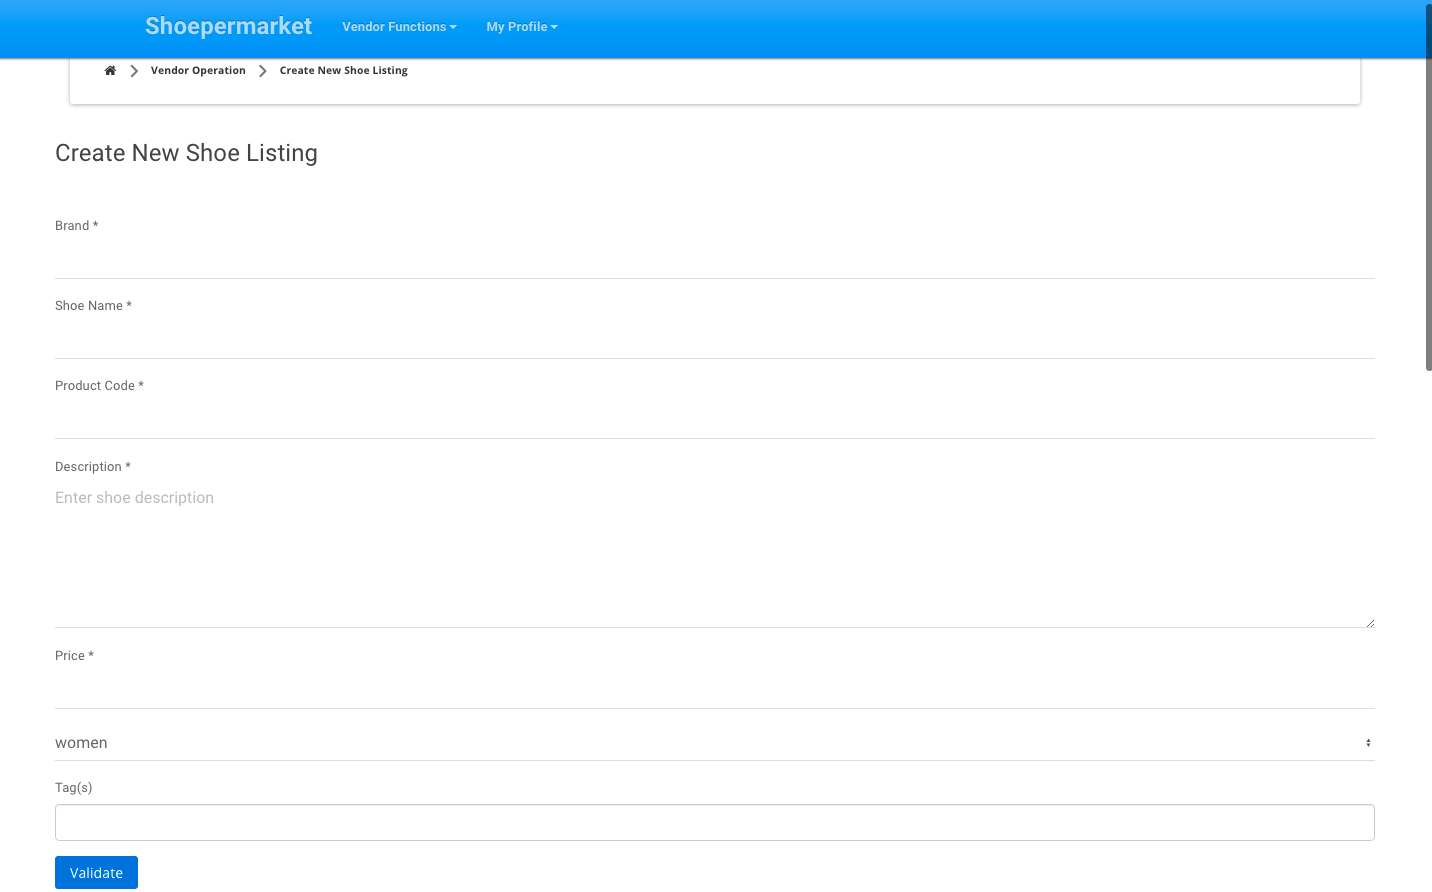 Shoepermarket Vendor Functions My Profile
Vendor Operation Create New Shoe Listing
Create New Shoe Listing
Brand *
Shoe Name *
Product Code *
Description *
Enter shoe description
Price *
women
Tag(s)
Validate